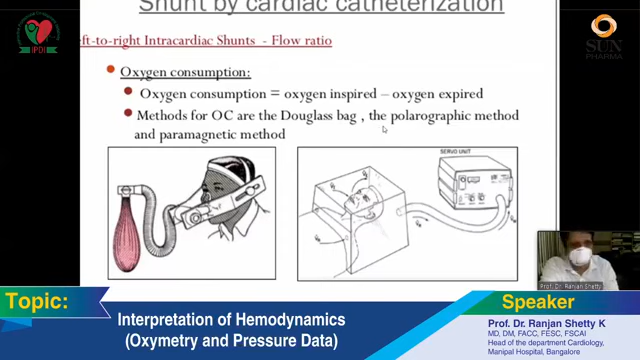 Shunt by cardiac catheterization
eft-to-right Intracardiac Shunts - Flow ratio
Oxygen consumption:
Oxygen consumption = oxygen inspired – oxygen expired
Methods for OC are the Douglass bag , the polarographic method
and paramagnetic method
SERVO UNIT
IPDI
SUN
PHARMA
Prof. Dr. Ranjan Shetty
Topic:
Interpretation of Hemodynamics
(Oxymetry and Pressure Data)
Speaker
Prof. Dr. Ranjan Shetty K
MD, DM, FACC, FESC, FSCAI
Head of the department Cardiology,
Manipal Hospital, Bangalore